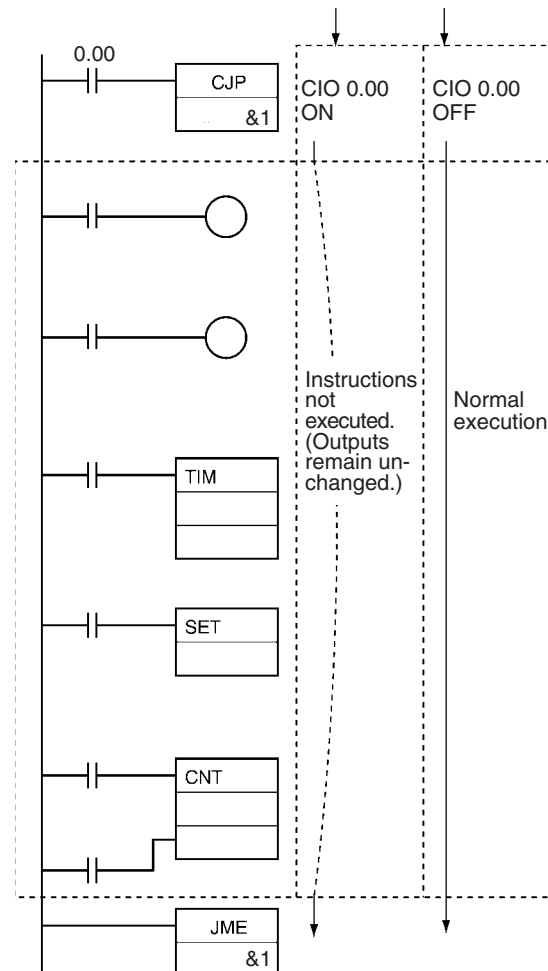 0.00
CJP
&1
CIO 0.00
ON
CIO 0.00
OFF
Instructions
not
executed.
(Outputs
remain un-
changed.)
Normal
execution
TIM
SET
CNT
JME
&1